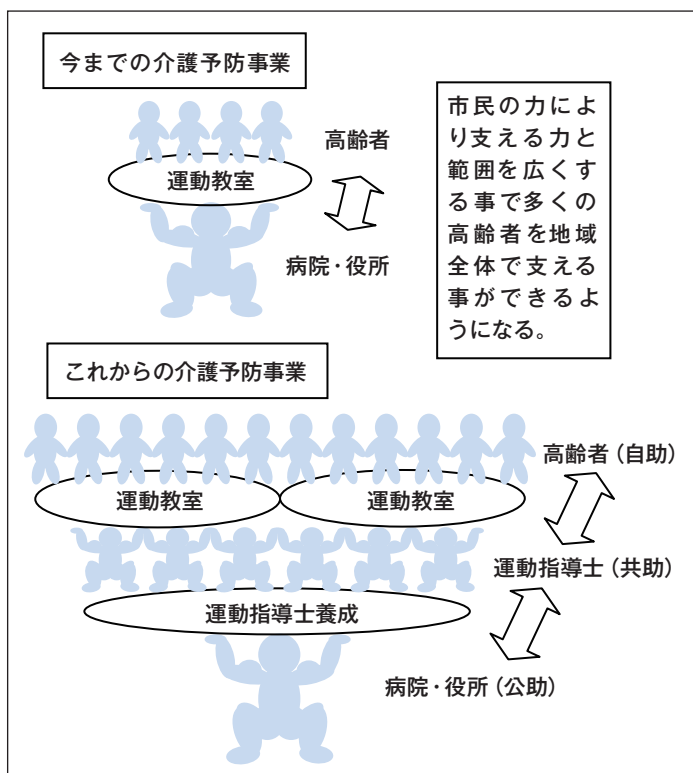 今までの介護予防事業
高齢者
運動教室
病院・役所
市民の力によ
り支える力と
範囲を広くす
る事で多くの
高齢者を地域
全体で支える
事ができるよ
うになる。
これからの介護予防事業
高齢者（自助）
運動教室 運動教室
運動指導士（共助）
運動指導士養成
病院・役所（公助）